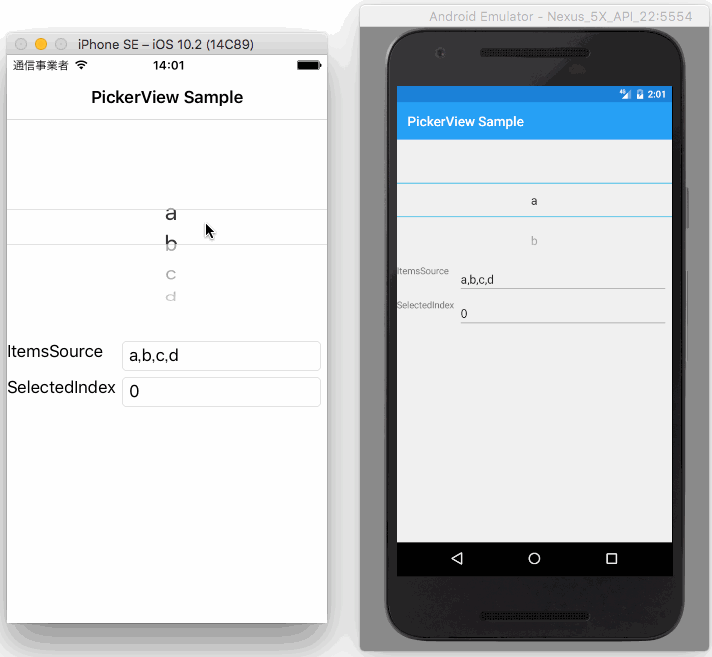 iPhone SE – iOS 10.2 (14C89)
通信事業者 14:01
PickerView Sample
a
b
c
d
ItemsSource a,b,c,d
SelectedIndex 0
Android Emulator - Nexus_5X_API_22:5554
4G 2:01
PickerView Sample
a
b
ItemsSource a,b,c,d
SelectedIndex 0